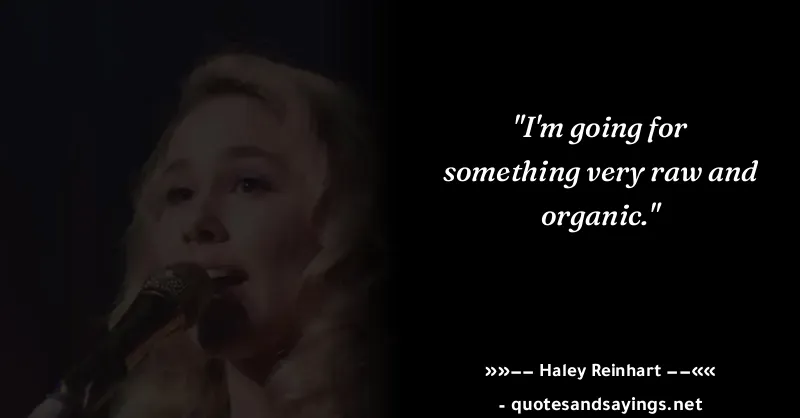 "I'm going for
something very raw and
organic."
»»–– Haley Reinhart ––««
- quotesandsayings.net